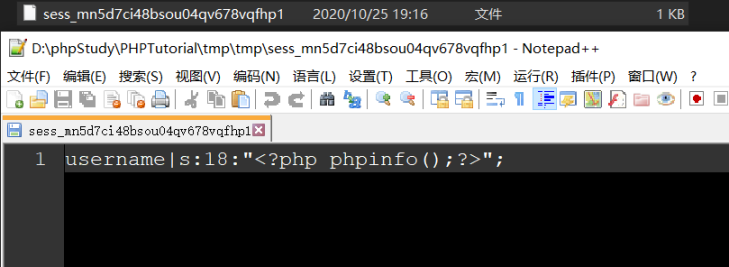 sess_mn5d7ci48bsou04qv678vqfhp1 2020/10/25 19:16 文件 1 KB
D:\phpStudy\PHPTutorial\tmp\tmp\sess_mn5d7ci48bsou04qv678vqfhp1 - Notepad++
文件(F) 编辑(E) 搜索(S) 视图(V) 编码(N) 语言(L) 设置(T) 工具(O) 宏(M) 运行(R) 插件(P) 窗口(W) ?
sess_mn5d7ci48bsou04qv678vqfhp1
1 username|s:18:"<?php phpinfo();?>";